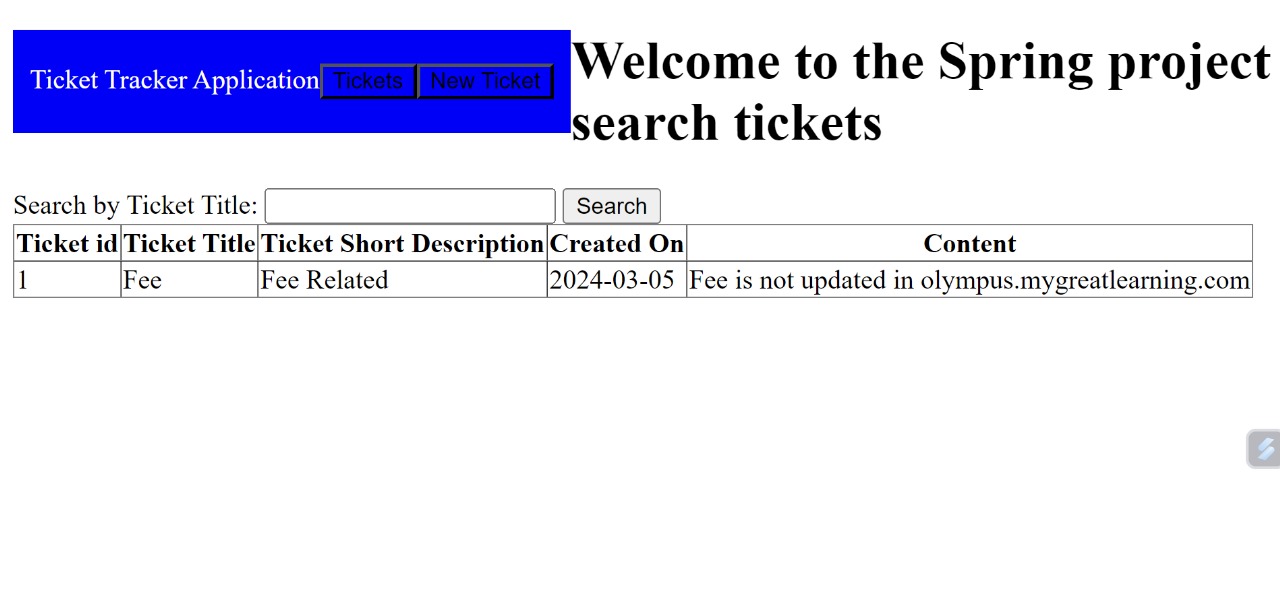 Ticket Tracker Application Tickets New Ticket
Welcome to the Spring project
search tickets
Search by Ticket Title: Search
Ticket id Ticket Title Ticket Short Description Created On Content
1 Fee Fee Related 2024-03-05 Fee is not updated in olympus.mygreatlearning.com